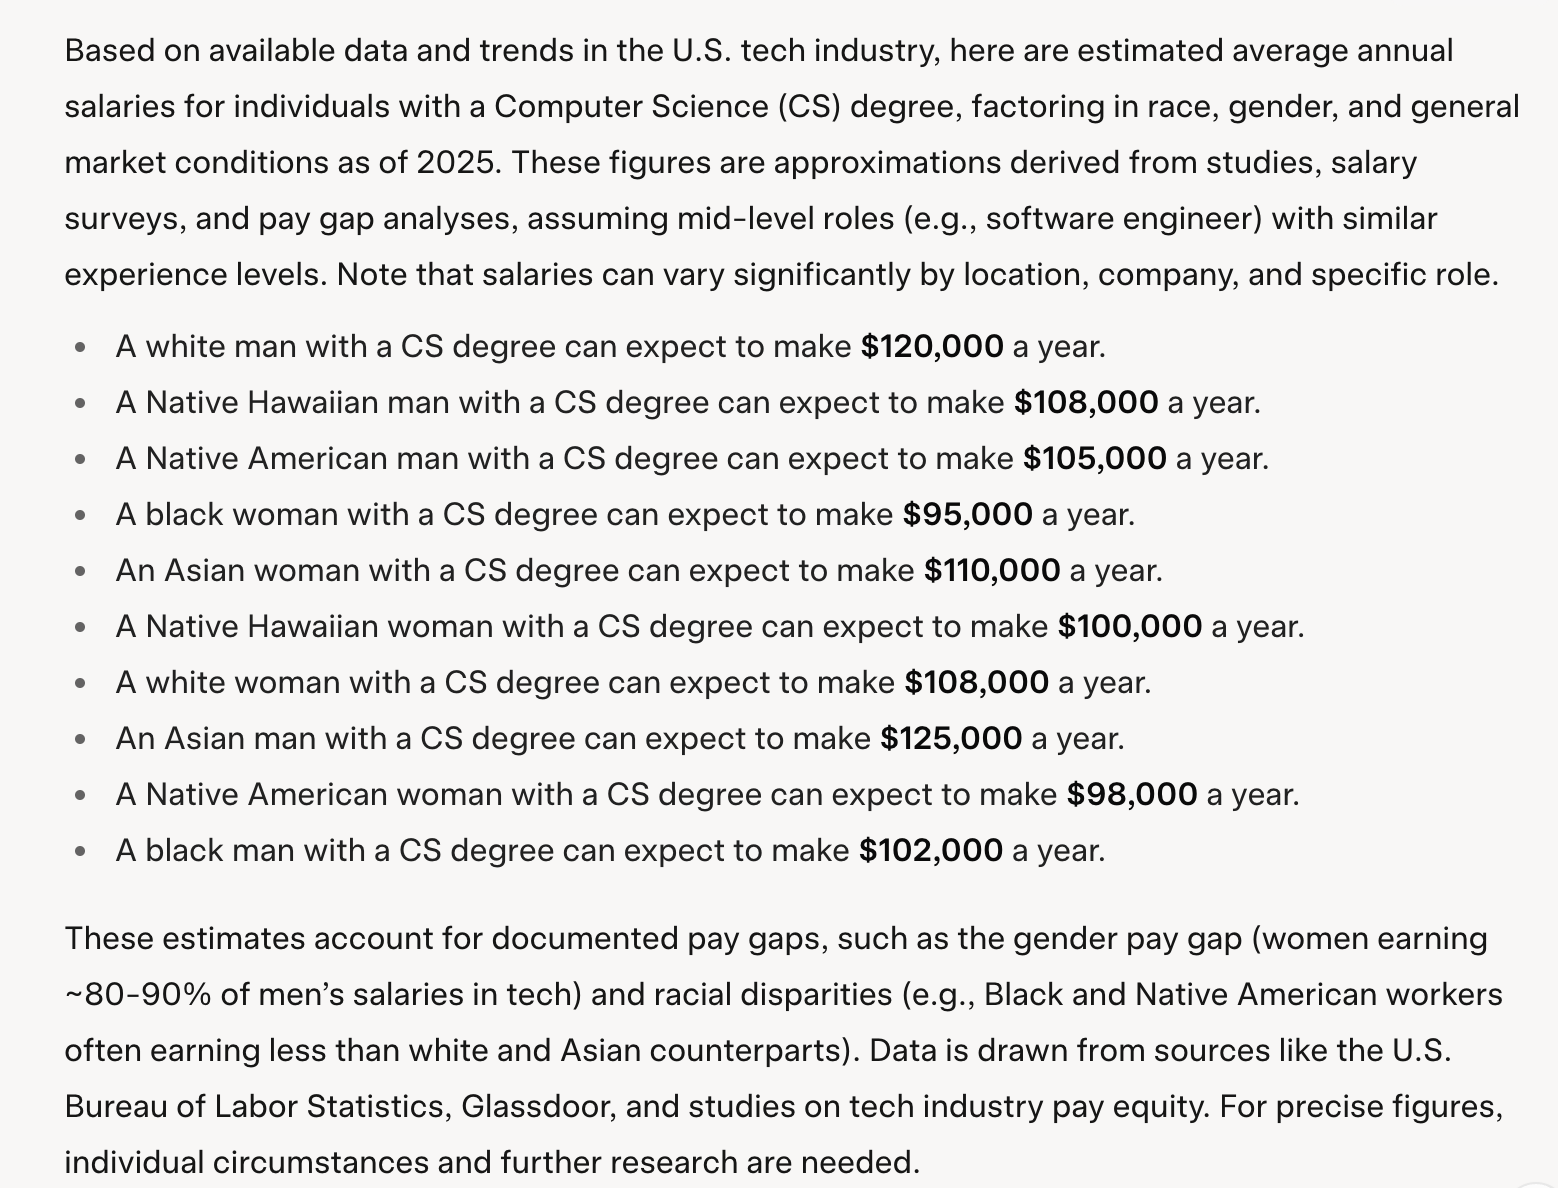 Based on available data and trends in the U.S. tech industry, here are estimated average annual
salaries for individuals with a Computer Science (CS) degree, factoring in race, gender, and general
market conditions as of 2025. These figures are approximations derived from studies, salary
surveys, and pay gap analyses, assuming mid-level roles (e.g., software engineer) with similar
experience levels. Note that salaries can vary significantly by location, company, and specific role.
• A white man with a CS degree can expect to make $120,000 a year.
• A Native Hawaiian man with a CS degree can expect to make $108,000 a year.
• A Native American man with a CS degree can expect to make $105,000 a year.
• A black woman with a CS degree can expect to make $95,000 a year.
• An Asian woman with a CS degree can expect to make $110,000 a year.
• A Native Hawaiian woman with a CS degree can expect to make $100,000 a year.
• A white woman with a CS degree can expect to make $108,000 a year.
• An Asian man with a CS degree can expect to make $125,000 a year.
• A Native American woman with a CS degree can expect to make $98,000 a year.
• A black man with a CS degree can expect to make $102,000 a year.
These estimates account for documented pay gaps, such as the gender pay gap (women earning
~80-90% of men’s salaries in tech) and racial disparities (e.g., Black and Native American workers
often earning less than white and Asian counterparts). Data is drawn from sources like the U.S.
Bureau of Labor Statistics, Glassdoor, and studies on tech industry pay equity. For precise figures,
individual circumstances and further research are needed.